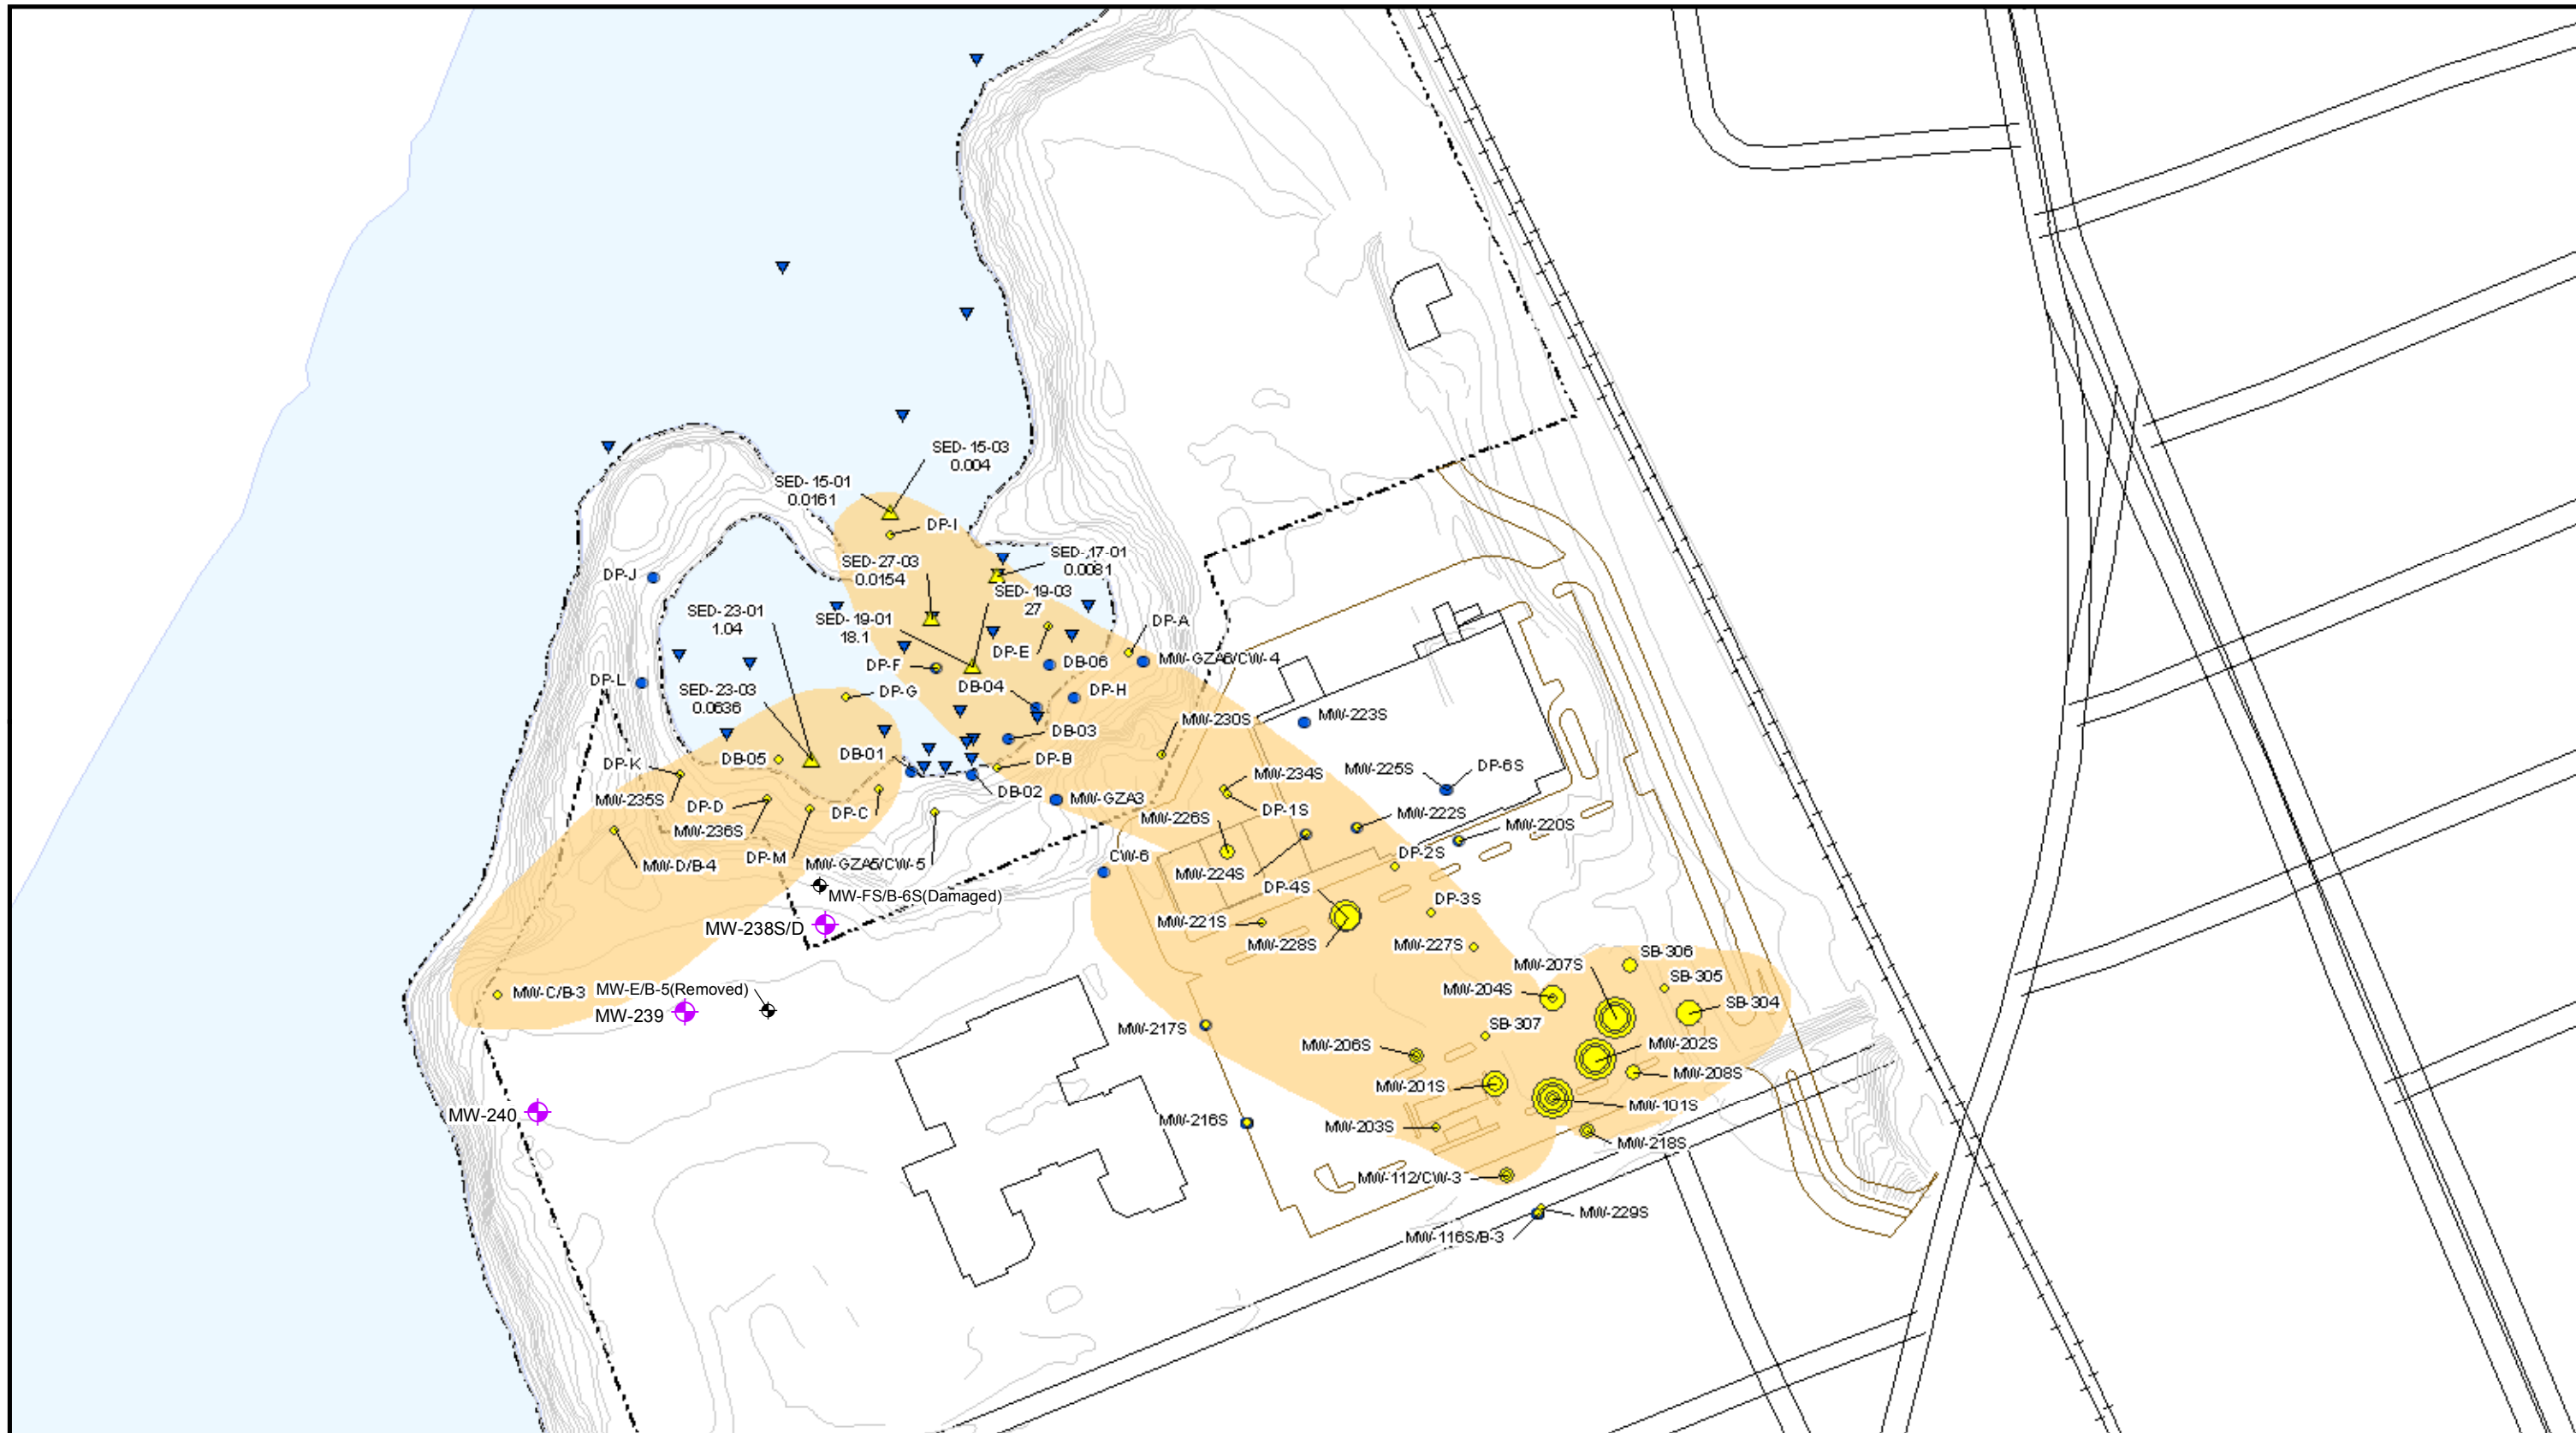 SED-15-03
0.004
SED-15-01
0.0161
DP-I
SED-17-01
0.0081
SED-27-03
0.0154
DP-J
SED-19-03
27
SED-23-01
1.04
SED-19-01
18.1
DP-A
DP-E
DB-06
MW-GZA6/CW-4
DP-F
DP-L
DB-04
DP-H
SED-23-03
0.0636
DP-G
MW-230S
MW-223S
DB-03
DB-01
DB-05
DP-B
DP-K
MW-225S
DP-6S
MW-234S
DB-02
MW-GZA3
MW-235S
DP-D
DP-C
DP-1S
MW-226S
MW-222S
MW-220S
MW-236S
DP-M
MW-GZA5/CW-5
CW-6
DP-2S
MW-D/B-4
MW-224S
DP-4S
MW-FS/B-6S(Damaged)
DP-3S
MW-238S/D
MW-221S
MW-228S
MW-227S
SB-306
MW-207S
SB-305
MW-C/B-3
MW-E/B-5(Removed)
MW-204S
SB-304
MW-239
MW-217S
SB-307
MW-206S
MW-202S
MW-208S
MW-201S
MW-240
MW-101S
MW-216S
MW-203S
MW-218S
MW-112/CW-3
MW-229S
MW-116S/B-3